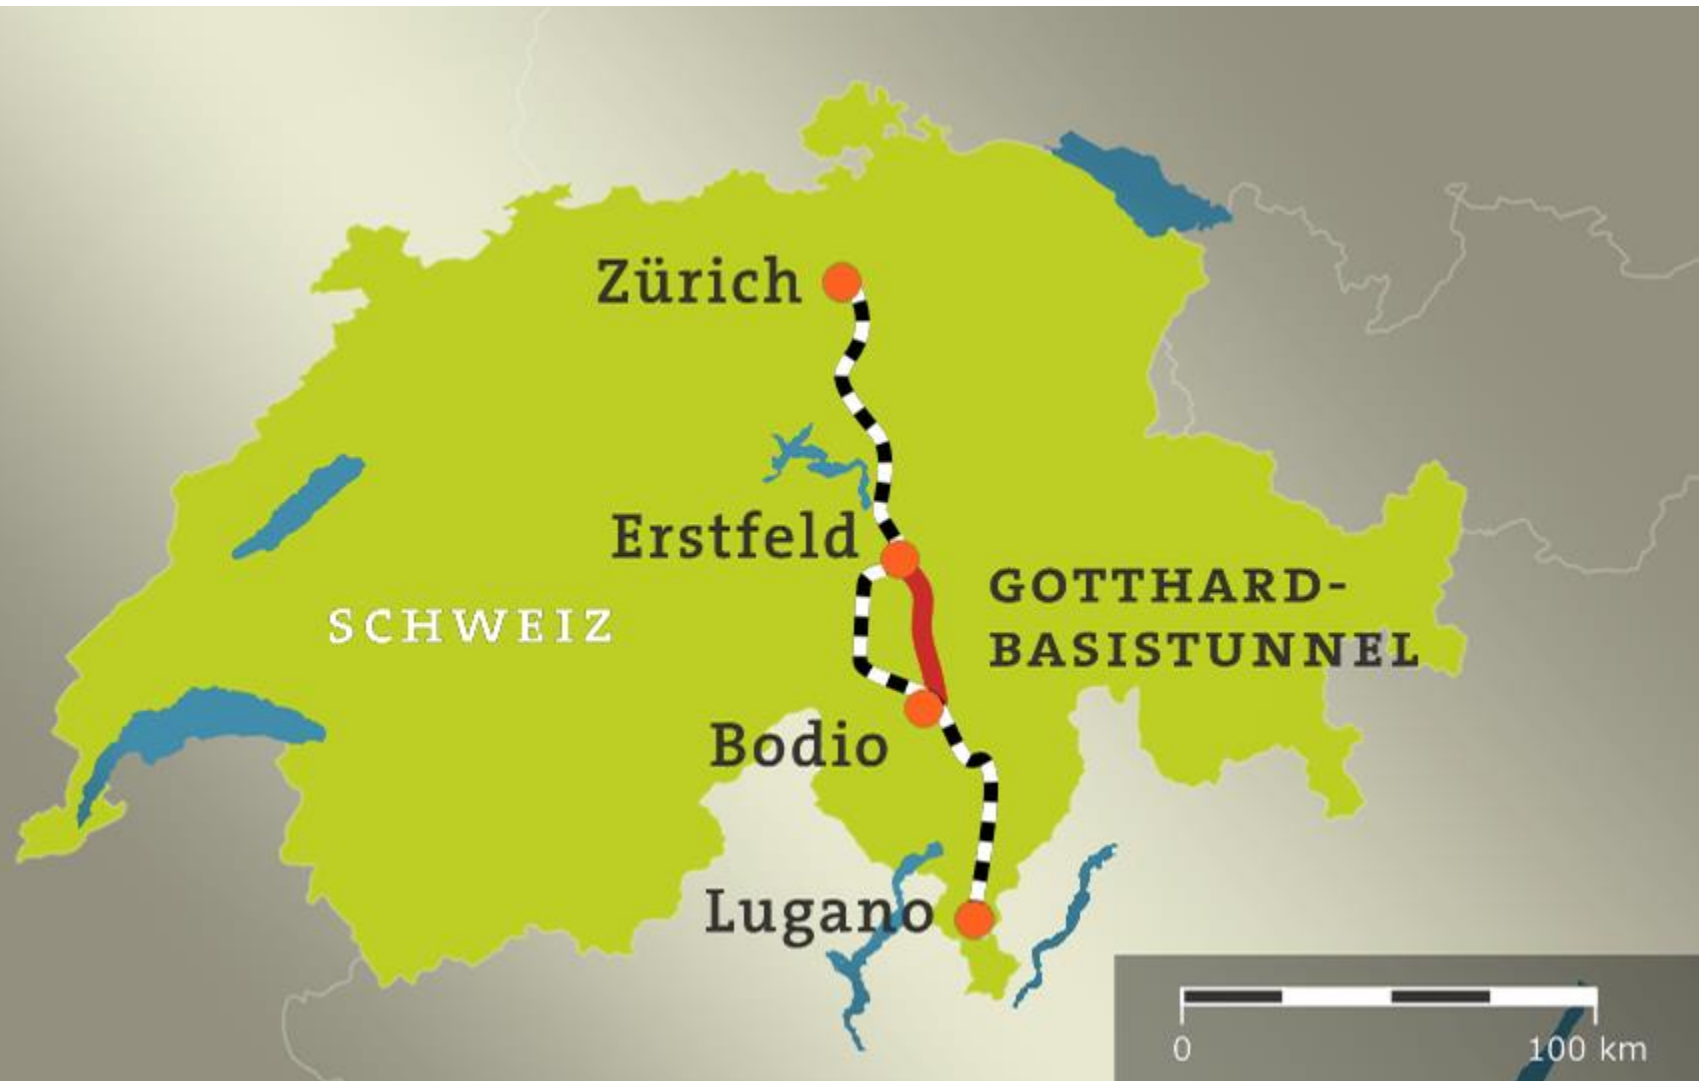 Zürich
Erstfeld
GOTTHARD-
BASISTUNNEL
SCHWEIZ
Bodio
Lugano
0
100 km